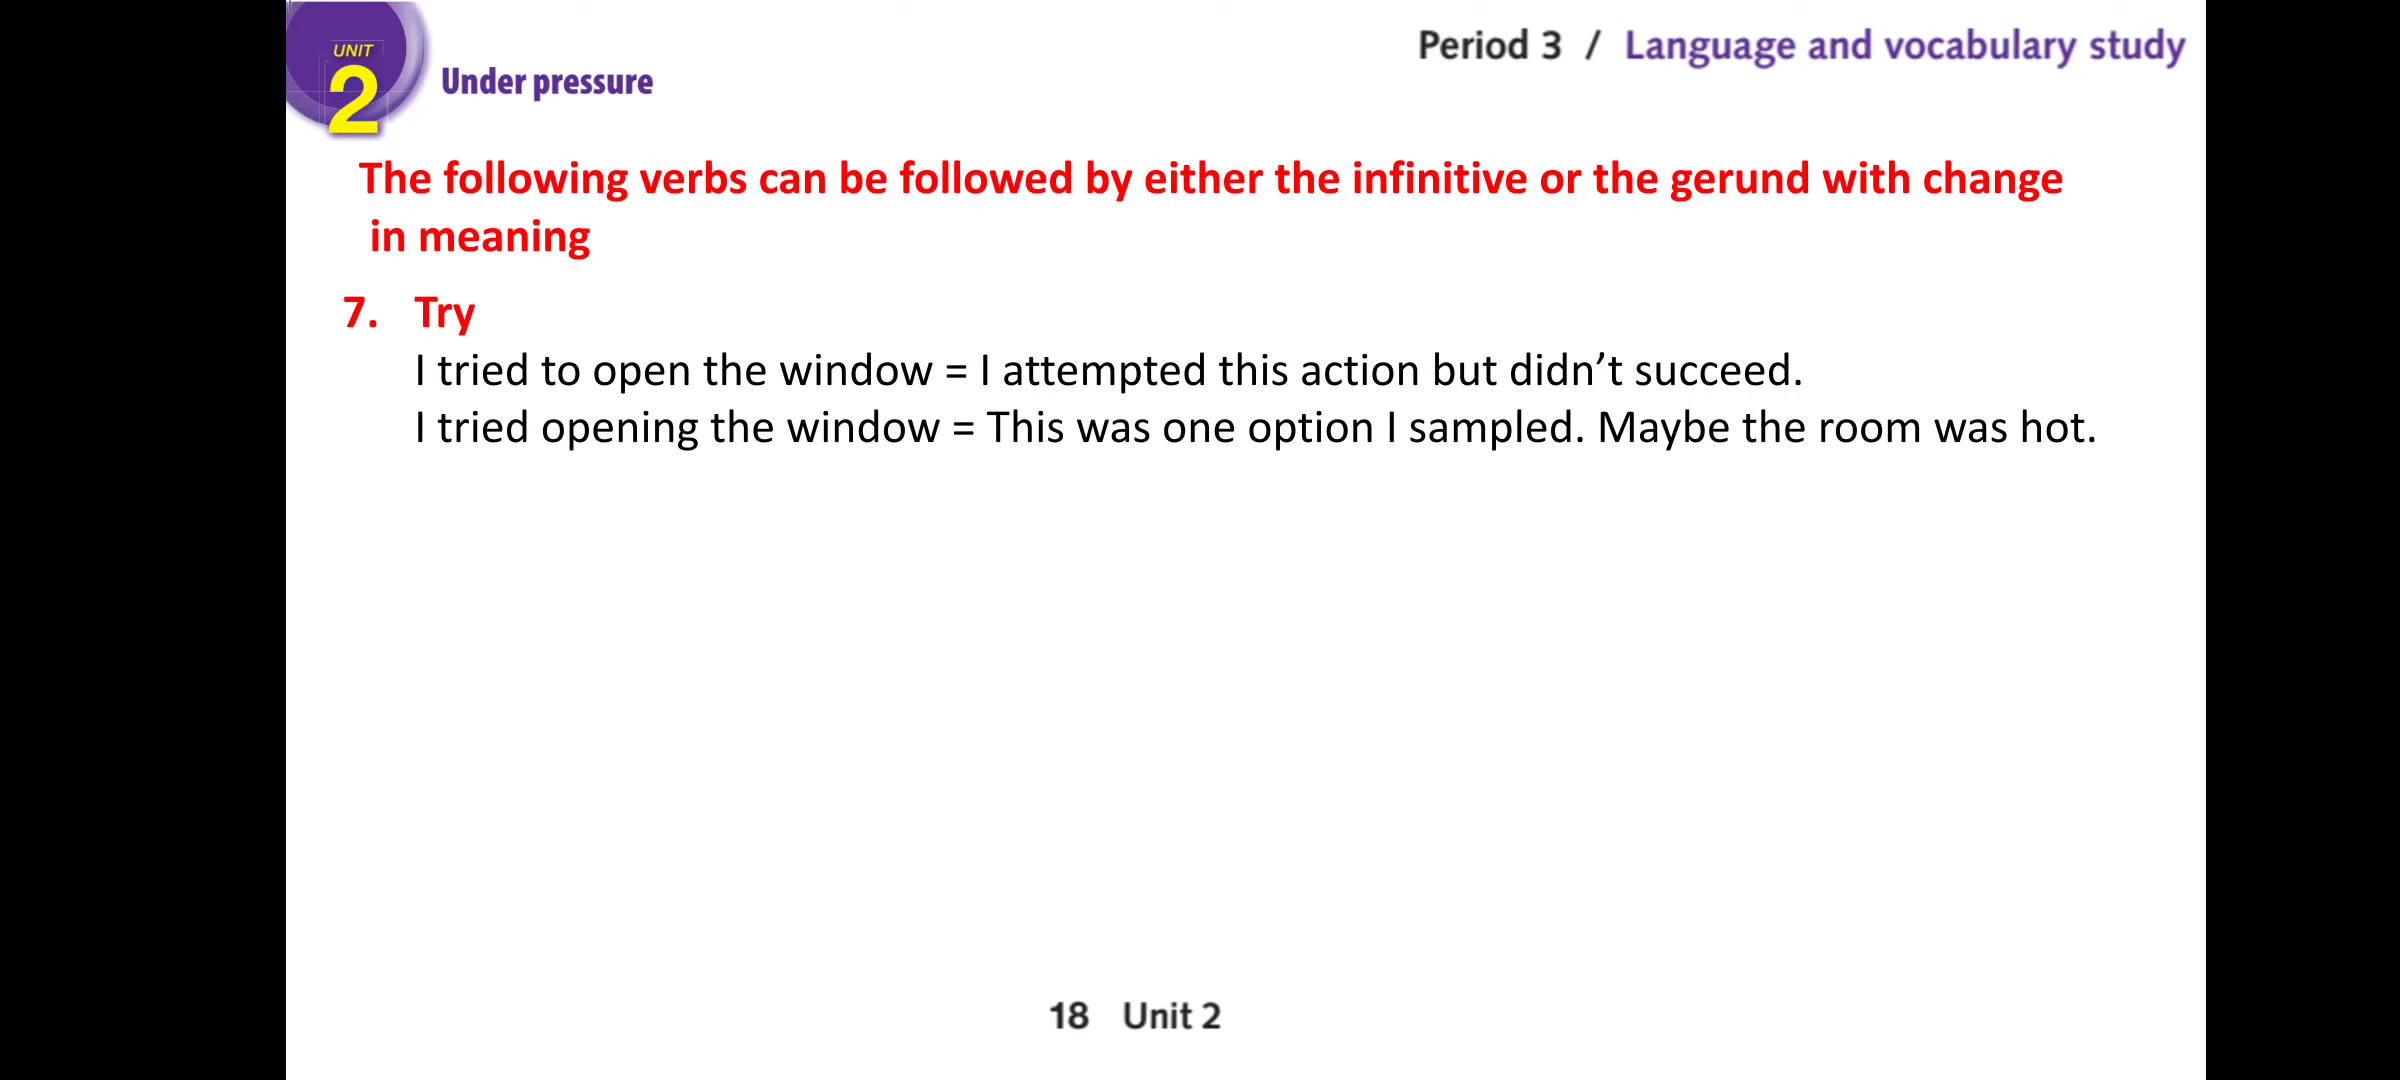 UNIT
2
Under pressure
Period 3 / Language and vocabulary study
The following verbs can be followed by either the infinitive or the gerund with change
in meaning
7. Try
I tried to open the window = I attempted this action but didn’t succeed.
I tried opening the window = This was one option I sampled. Maybe the room was hot.
18 Unit 2